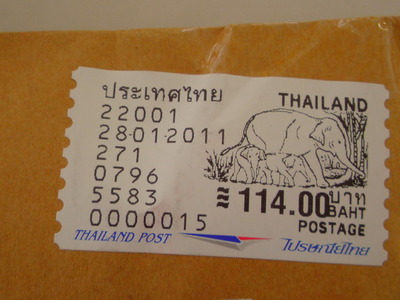 ประเทศไทย
22001
28-01-2011
271
0796
5583
0000015
THAILAND
≋ 114.00 บาท
BAHT
POSTAGE
THAILAND POST
ไปรษณีย์ไทย